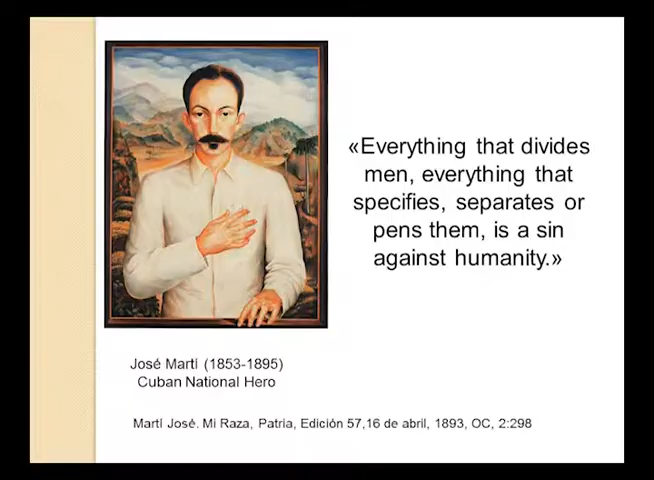 «Everything that divides
men, everything that
specifies, separates or
pens them, is a sin
against humanity.»
José Martí (1853-1895)
Cuban National Hero
Martí José. Mi Raza, Patria, Edición 57,16 de abril, 1893, OC, 2:298